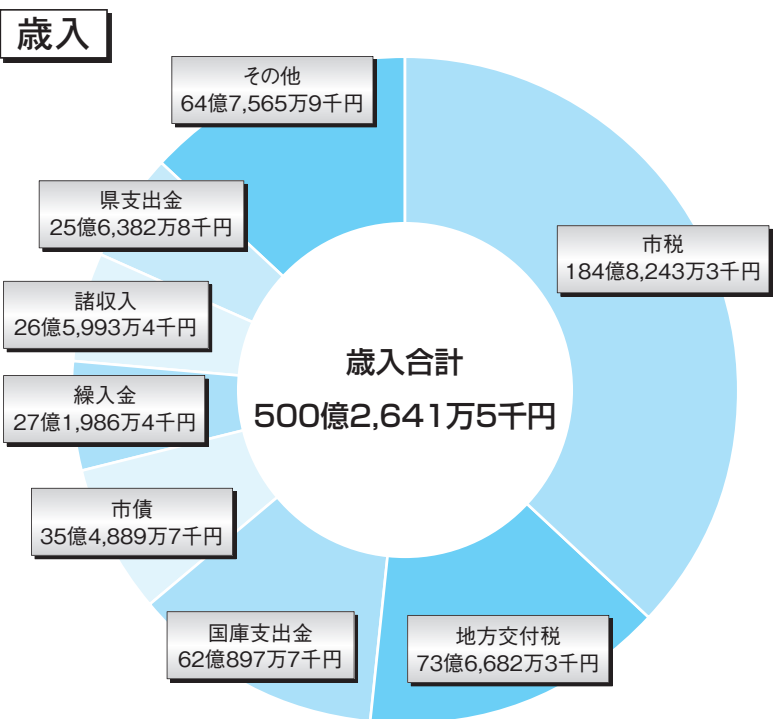 歳入
その他
64億7,565万9千円
県支出金
25億6,382万8千円
市税
184億8,243万3千円
諸収入
26億5,993万4千円
歳入合計
500億2,641万5千円
繰入金
27億1,986万4千円
市債
35億4,889万7千円
国庫支出金
62億897万7千円
地方交付税
73億6,682万3千円